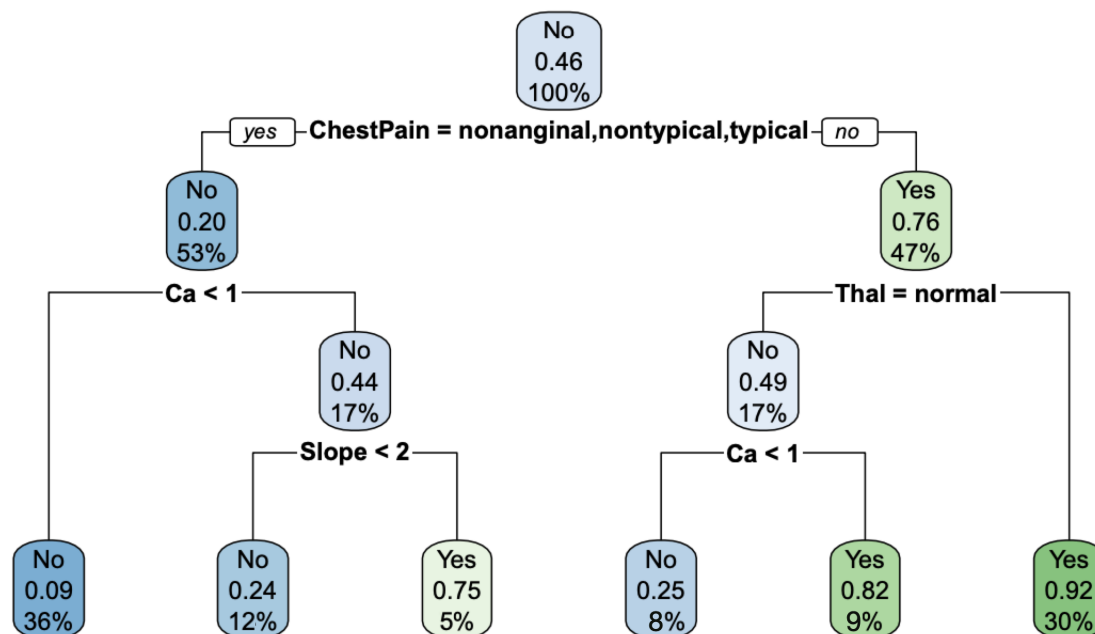 No
0.46
100%
yes ChestPain = nonanginal,nontypical,typical no
No
0.20
53%
Yes
0.76
47%
Ca < 1
Thal = normal
No
0.44
17%
No
0.49
17%
Slope < 2
Ca < 1
No
0.09
36%
No
0.24
12%
Yes
0.75
5%
No
0.25
8%
Yes
0.82
9%
Yes
0.92
30%